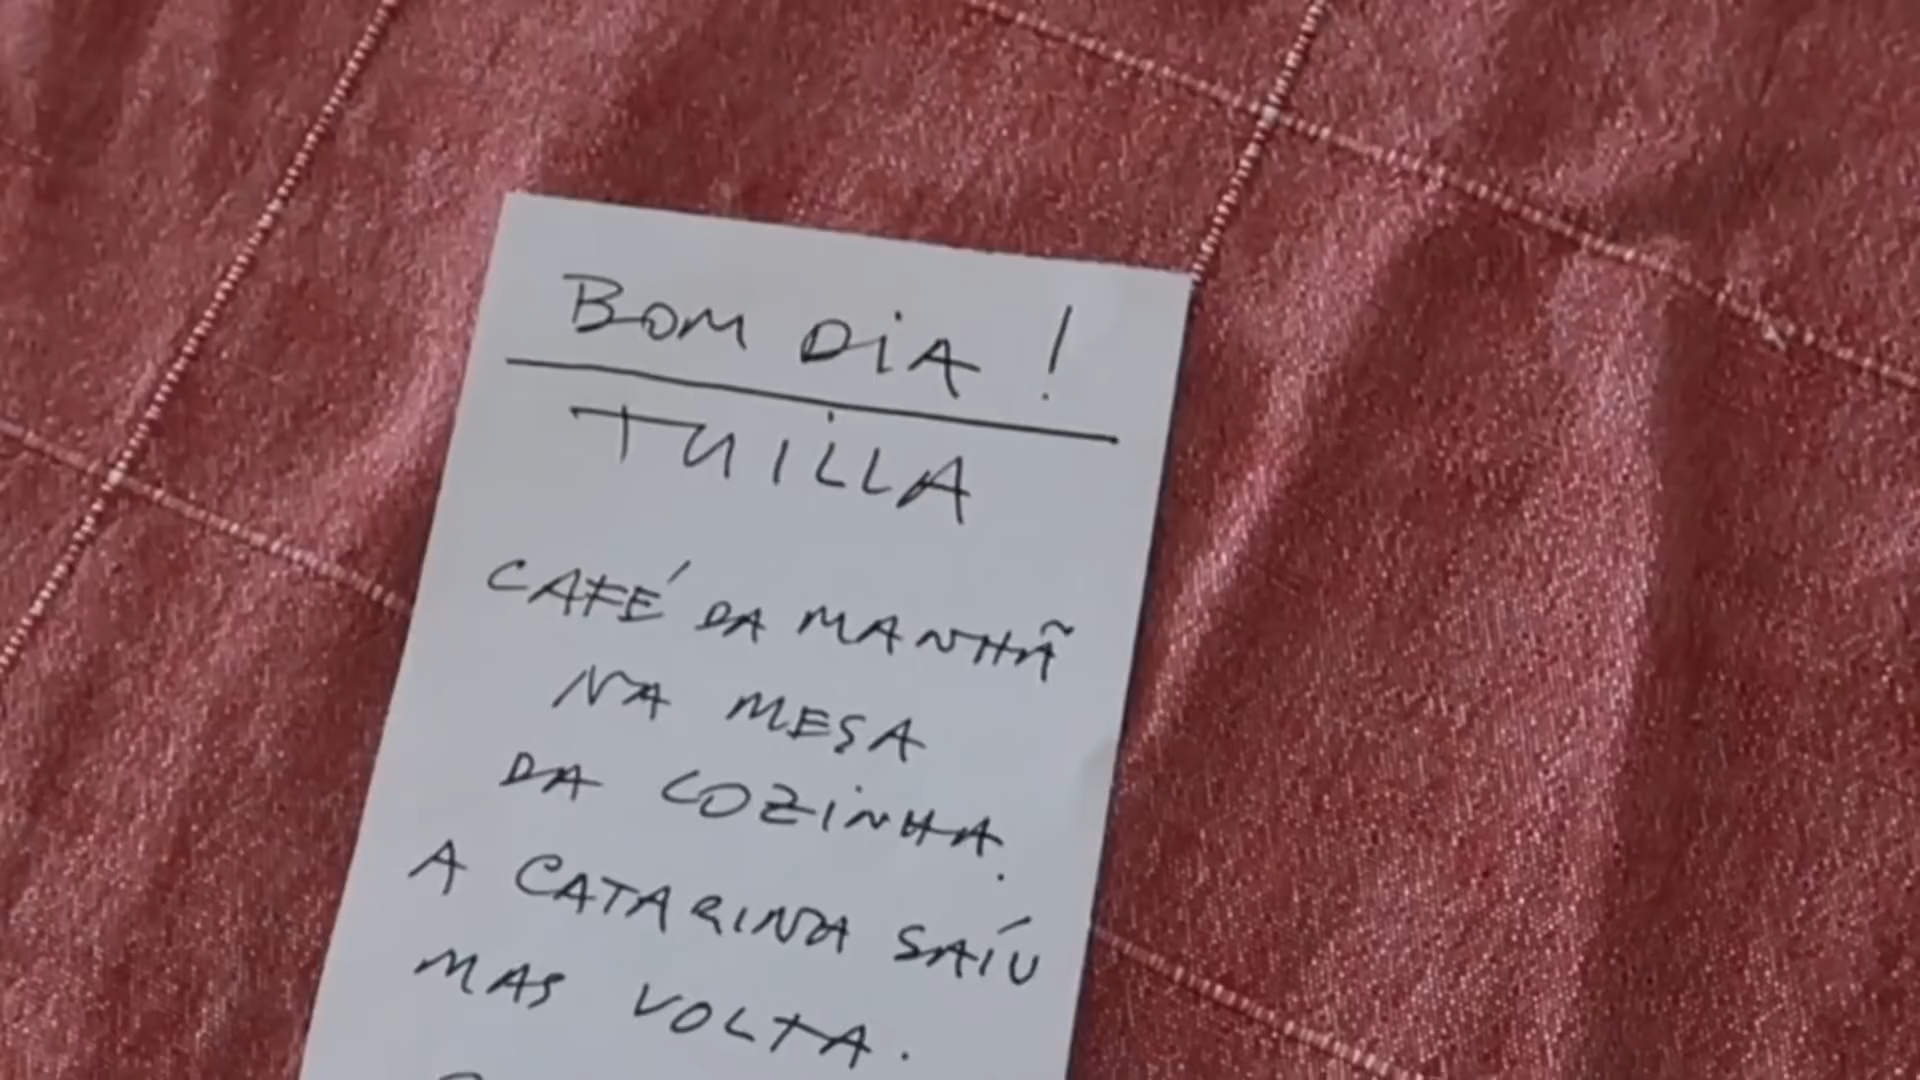 BOM DIA !
TUILLA
CAFÉ DA MANHÃ
NA MESA
DA COZINHA.
A CATARINA SAÍU
MAS VOLTA.